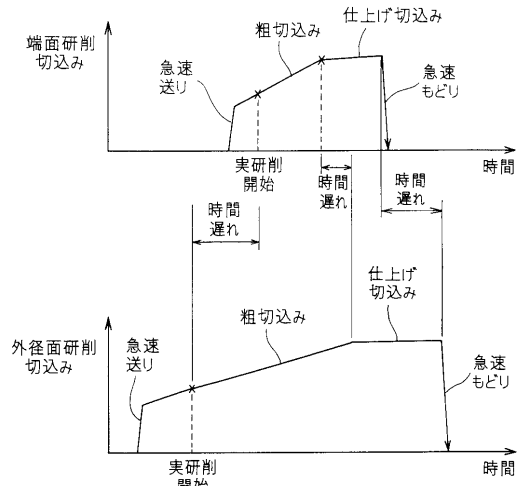 端面研削
切込み
急速
送り
粗切込み
仕上げ切込み
急速
もどり
時間
実研削
開始
時間
遅れ
時間
遅れ
時間
遅れ
外径面研削
切込み
急速
送り
粗切込み
仕上げ
切込み
急速
もどり
時間
実研削
開始